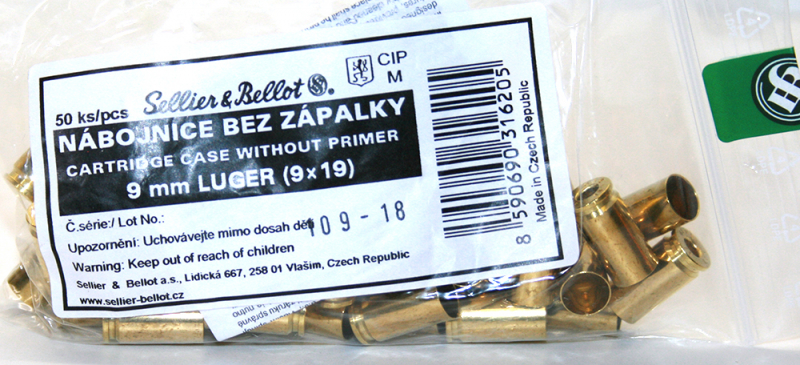 50 ks/pcs Sellier & Bellot
CIP
M
NÁBOJNICE BEZ ZÁPALKY
CARTRIDGE CASE WITHOUT PRIMER
9 mm LUGER (9×19)
Č.série:/ Lot No.: 109-18
Upozornění: Uchovávejte mimo dosah dětí
Warning: Keep out of reach of children
Sellier & Bellot a.s., Lidická 667, 258 01 Vlašim, Czech Republic
www.sellier-bellot.cz
8 590690 316205
Made in Czech Republic